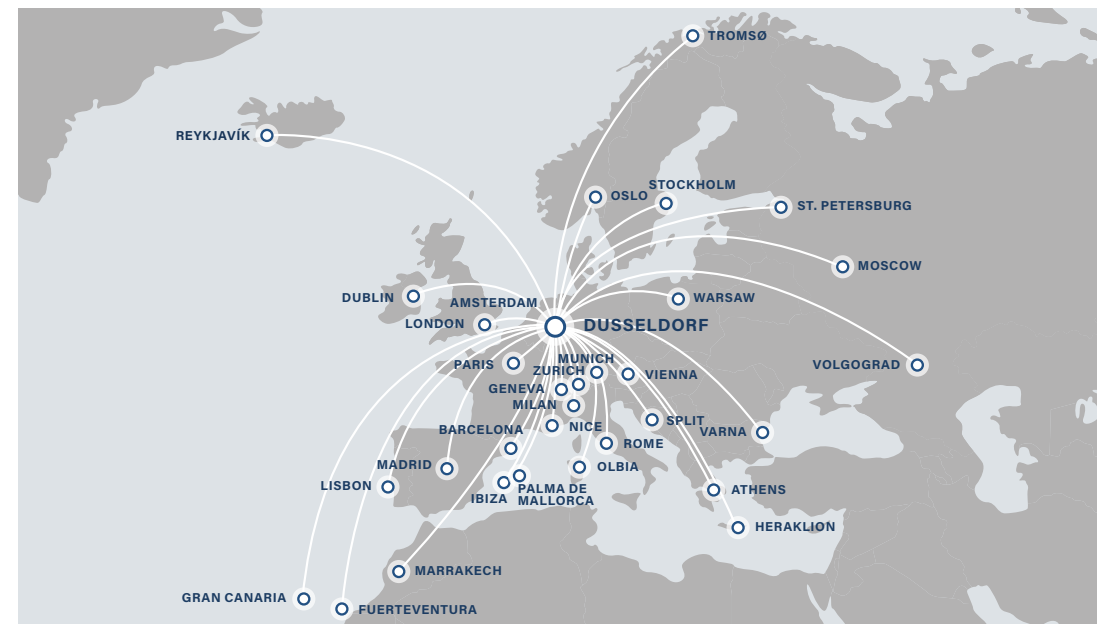 TROMSØ
REYKJAVÍK
STOCKHOLM
OSLO
ST. PETERSBURG
MOSCOW
DUBLIN
AMSTERDAM
WARSAW
LONDON
DUSSELDORF
MUNICH
PARIS
ZURICH
VIENNA
VOLGOGRAD
GENEVA
MILAN
SPLIT
BARCELONA
NICE
VARNA
ROME
MADRID
OLBIA
LISBON
PALMA DE
MALLORCA
IBIZA
ATHENS
HERAKLION
MARRAKECH
GRAN CANARIA
FUERTEVENTURA